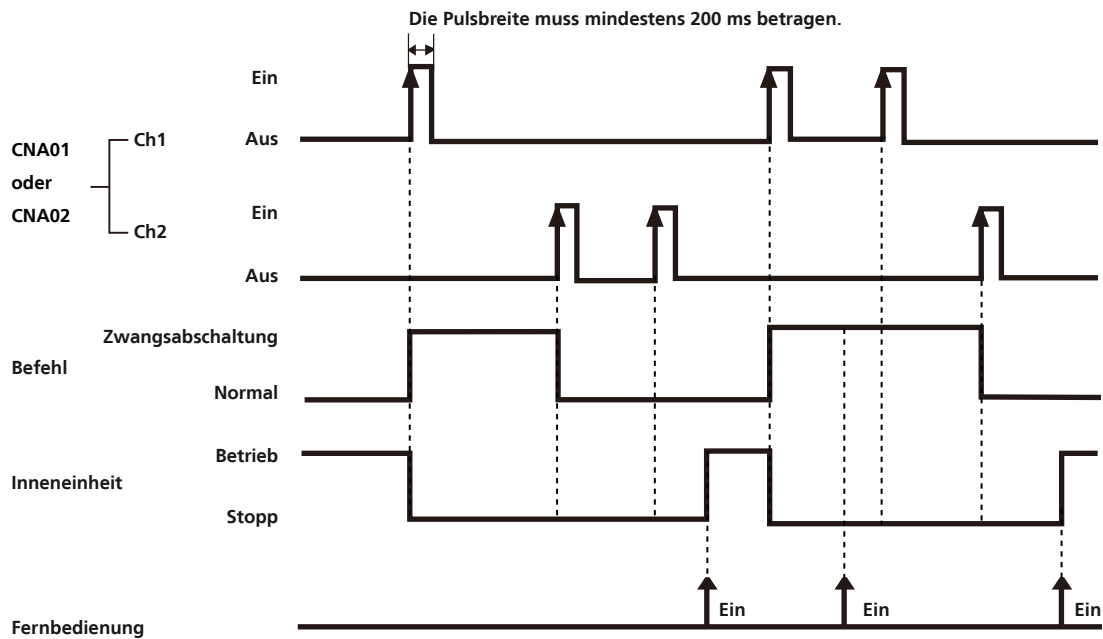 Die Pulsbreite muss mindestens 200 ms betragen.
Ein
CNA01
oder
CNA02
Ch1
Aus
Ein
Ch2
Aus
Befehl
Zwangsabschaltung
Normal
Inneneinheit
Betrieb
Stopp
Fernbedienung
Ein
Ein
Ein